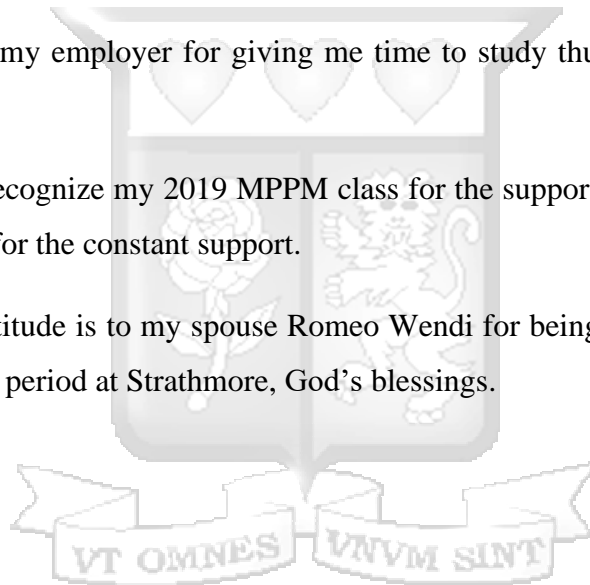 my employer for giving me time to study thu
ecognize my 2019 MPPM class for the suppor
for the constant support.
titude is to my spouse Romeo Wendi for being
period at Strathmore, God’s blessings.
VT OMNES VNVM SINT